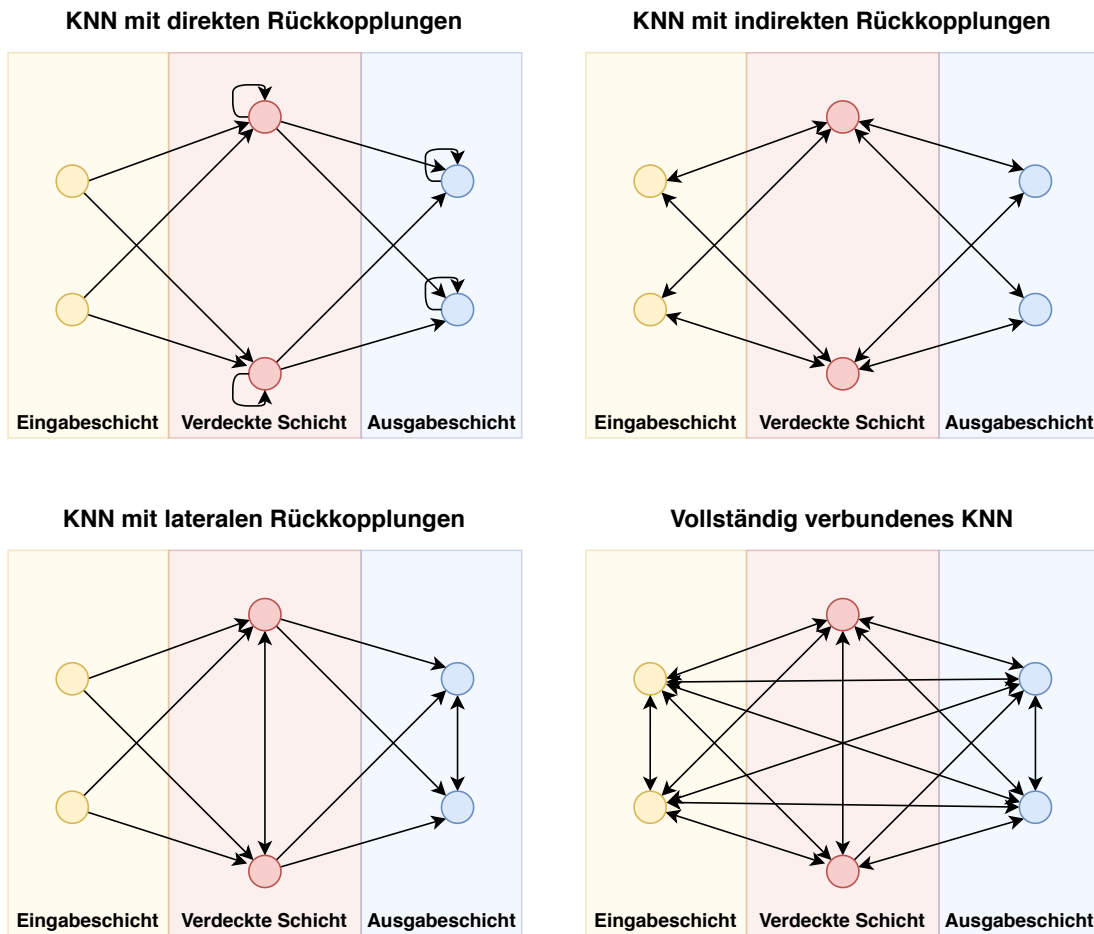 KNN mit direkten Rückkopplungen
Eingabeschicht
Verdeckte Schicht
Ausgabeschicht
KNN mit indirekten Rückkopplungen
Eingabeschicht
Verdeckte Schicht
Ausgabeschicht
KNN mit lateralen Rückkopplungen
Eingabeschicht
Verdeckte Schicht
Ausgabeschicht
Vollständig verbundenes KNN
Eingabeschicht
Verdeckte Schicht
Ausgabeschicht